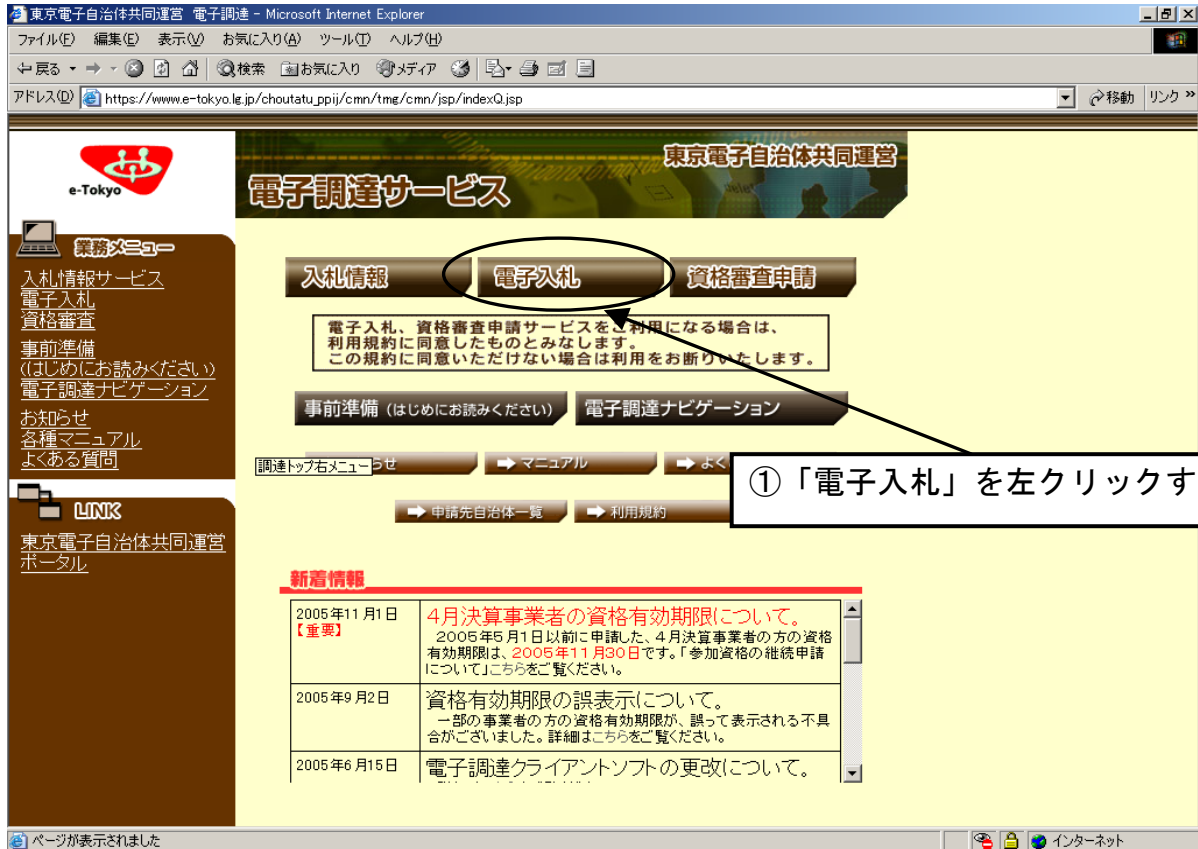 東京電子自治体共同運営 電子調達 - Microsoft Internet Explorer
ファイル(F) 編集(E) 表示(V) お気に入り(A) ツール(T) ヘルプ(H)
戻る 検索 お気に入り メディア
アドレス(D) https://www.e-tokyo.lg.jp/choutatu_ppij/cmn/tmg/cmn/jsp/indexQ.jsp 移動 リンク »
e-Tokyo
東京電子自治体共同運営
電子調達サービス
業務メニュー
入札情報サービス
電子入札
資格審査
事前準備
(はじめにお読みください)
電子調達ナビゲーション
お知らせ
各種マニュアル
よくある質問
LINK
東京電子自治体共同運営
ポータル
入札情報 電子入札 資格審査申請
電子入札、資格審査申請サービスをご利用になる場合は、
利用規約に同意したものとみなします。
この規約に同意いただけない場合は利用をお断りいたします。
事前準備 (はじめにお読みください) 電子調達ナビゲーション
調達トップ右メニュー らせ マニュアル よく
①「電子入札」を左クリックす
申請先自治体一覧 利用規約
新着情報
2005年11月1日
【重要】
4月決算事業者の資格有効期限について。
2005年5月1日以前に申請した、4月決算事業者の方の資格
有効期限は、2005年11月30日です。「参加資格の継続申請
について」こちらをご覧ください。
2005年9月2日
資格有効期限の誤表示について。
一部の事業者の方の資格有効期限が、誤って表示される不具
合がございました。詳細はこちらをご覧ください。
2005年6月15日
電子調達クライアントソフトの更改について。
ページが表示されました インターネット